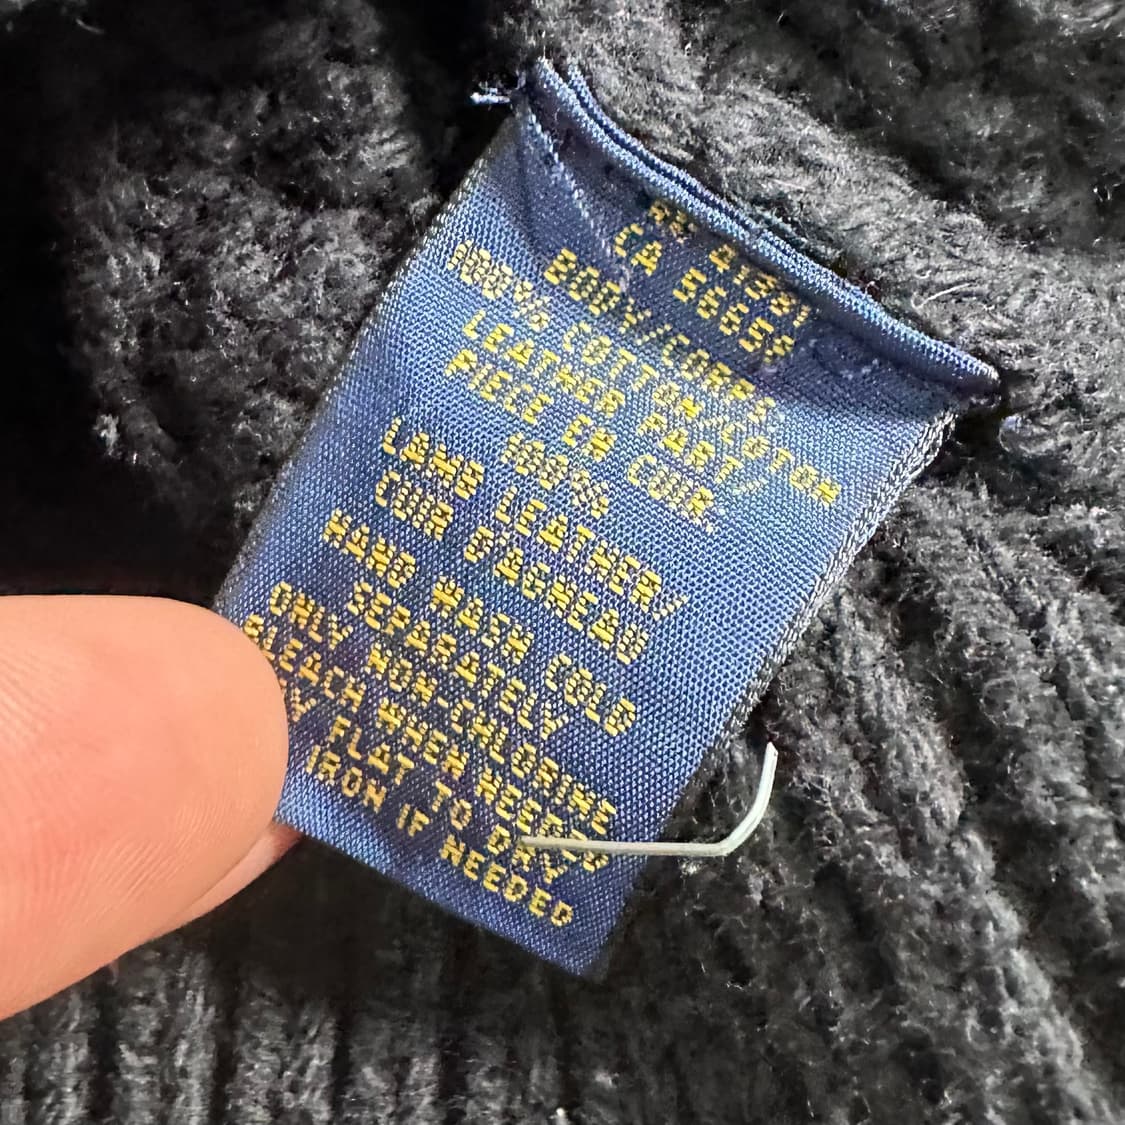 RN 41381
CA 56659
BODY/CORPS
100% COTTON/COTON
LEATHER PART/
PIECE EN CUIR
100%
LAMB LEATHER/
CUIR D'AGNEAU
HAND WASH COLD
SEPARATELY
ONLY NON-CHLORINE
BLEACH WHEN NEEDED
FLAT TO DRY
IRON IF NEEDED